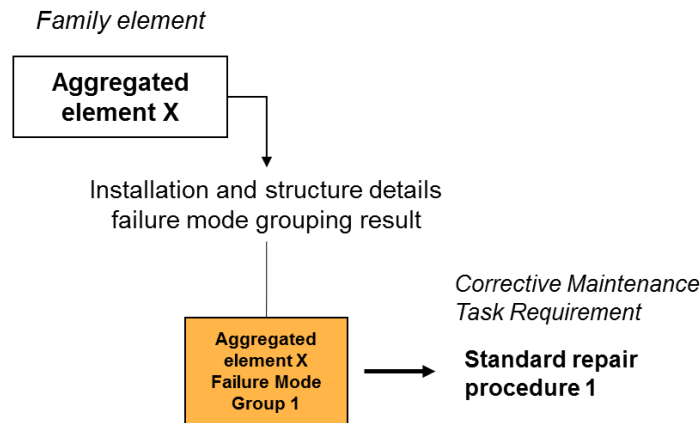 Family element
Aggregated
element X
Installation and structure details
failure mode grouping result
Corrective Maintenance
Task Requirement
Aggregated
element X
Failure Mode
Group 1
Standard repair
procedure 1